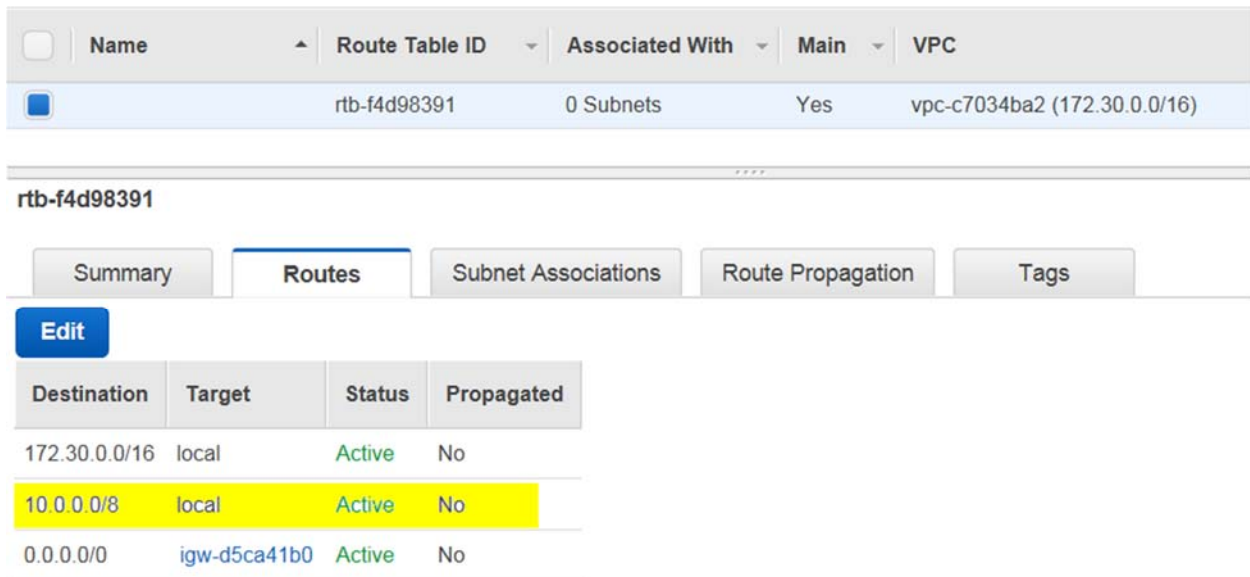 Name Route Table ID Associated With Main VPC
rtb-f4d98391 0 Subnets Yes vpc-c7034ba2 (172.30.0.0/16)
rtb-f4d98391
Summary Routes Subnet Associations Route Propagation Tags
Edit
Destination Target Status Propagated
172.30.0.0/16 local Active No
10.0.0.0/8 local Active No
0.0.0.0/0 igw-d5ca41b0 Active No